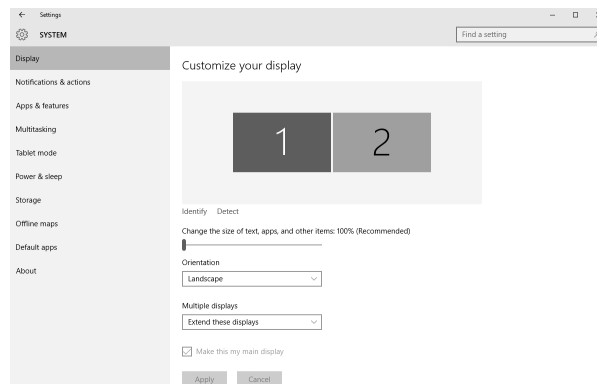 Settings
SYSTEM
Find a setting
Display
Notifications & actions
Apps & features
Multitasking
Tablet mode
Power & sleep
Storage
Offline maps
Default apps
About
Customize your display
1 2
Identify Detect
Change the size of text, apps, and other items: 100% (Recommended)
Orientation
Landscape
Multiple displays
Extend these displays
Make this my main display
Apply Cancel